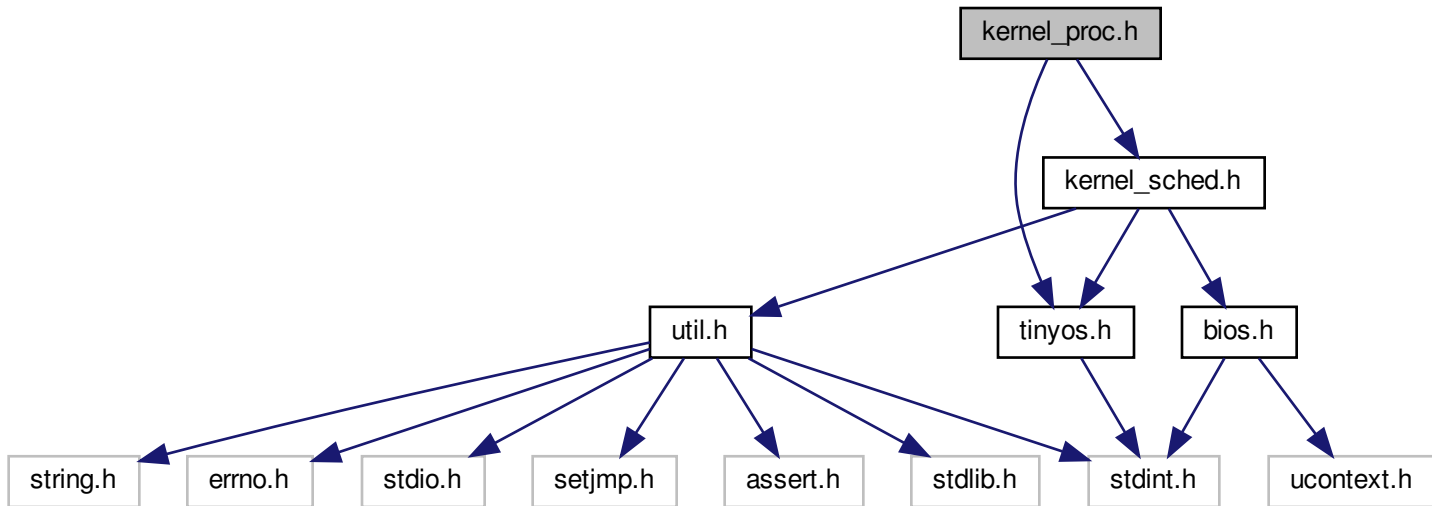 kernel_proc.h
kernel_sched.h
util.h
tinyos.h
bios.h
string.h
errno.h
stdio.h
setjmp.h
assert.h
stdlib.h
stdint.h
ucontext.h